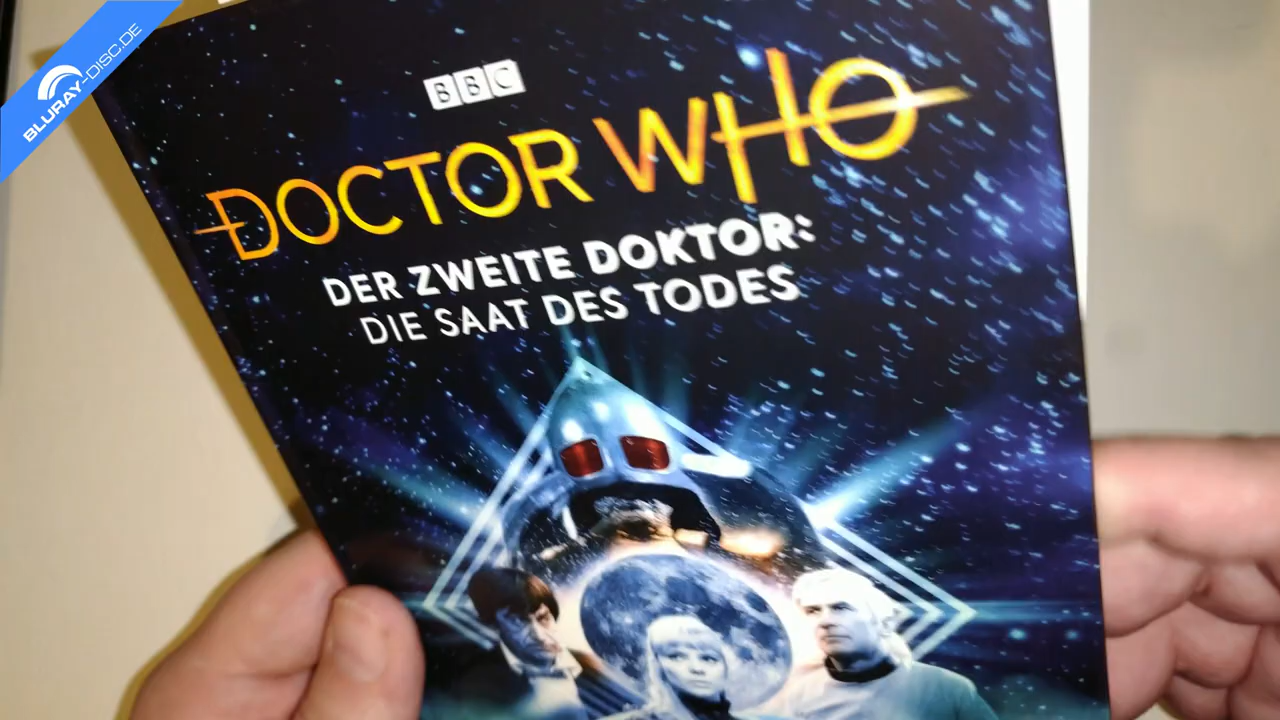 BLURAY-DISC.DE
BBC
DOCTOR WHO
DER ZWEITE DOKTOR:
DIE SAAT DES TODES